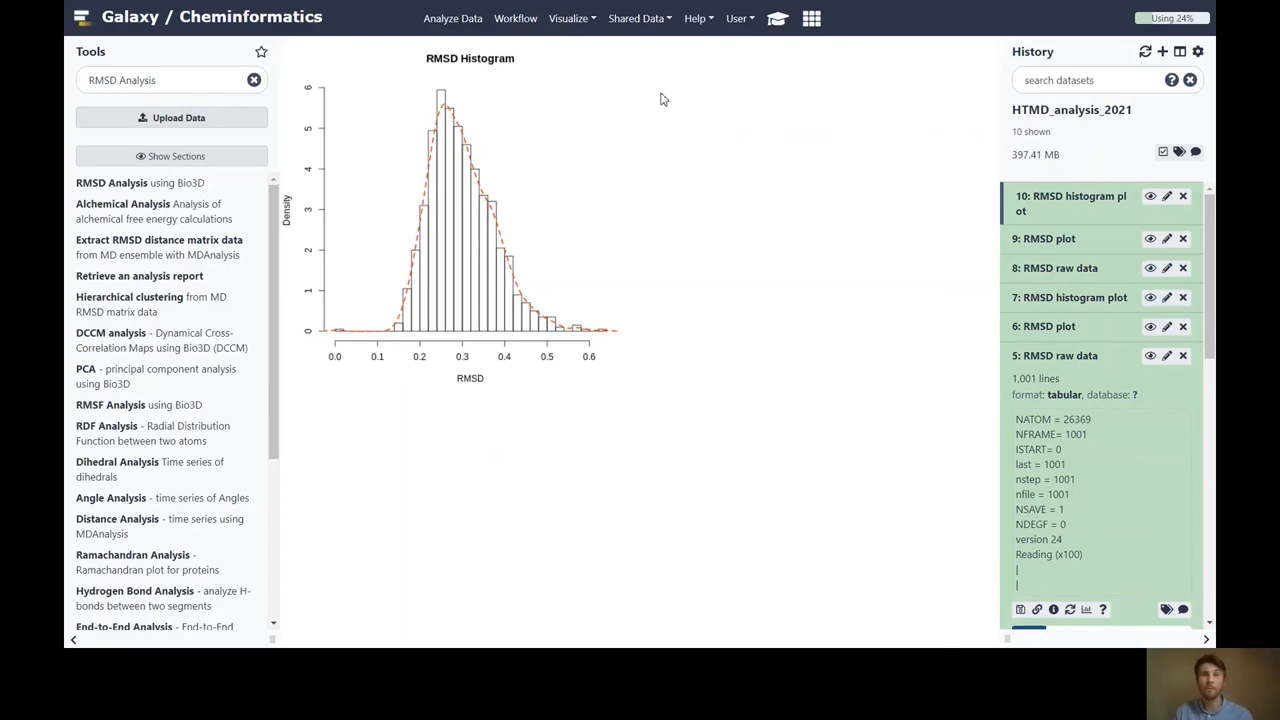 Galaxy / Cheminformatics
Analyze Data
Workflow
Visualize
Shared Data
Help
User
Using 24%
Tools
RMSD Analysis
Upload Data
Show Sections
RMSD Analysis using Bio3D
Alchemical Analysis Analysis of
alchemical free energy calculations
Extract RMSD distance matrix data
from MD ensemble with MDAnalysis
Retrieve an analysis report
Hierarchical clustering from MD
RMSD matrix data
DCCM analysis - Dynamical Cross-
Correlation Maps using Bio3D (DCCM)
PCA - principal component analysis
using Bio3D
RMSF Analysis using Bio3D
RDF Analysis - Radial Distribution
Function between two atoms
Dihedral Analysis Time series of
dihedrals
Angle Analysis - time series of Angles
Distance Analysis - time series using
MDAnalysis
Ramachandran Analysis -
Ramachandran plot for proteins
Hydrogen Bond Analysis - analyze H-
bonds between two segments
End-to-End Analysis - End-to-End
RMSD Histogram
Density
6
5
4
3
2
1
0
0.0 0.1 0.2 0.3 0.4 0.5 0.6
RMSD
History
search datasets
HTMD_analysis_2021
10 shown
397.41 MB
10: RMSD histogram pl
ot
9: RMSD plot
8: RMSD raw data
7: RMSD histogram plot
6: RMSD plot
5: RMSD raw data
1,001 lines
format: tabular, database: ?
NATOM = 26369
NFRAME= 1001
ISTART= 0
last = 1001
nstep = 1001
nfile = 1001
NSAVE = 1
NDEGF = 0
version 24
Reading (x100)
|
|